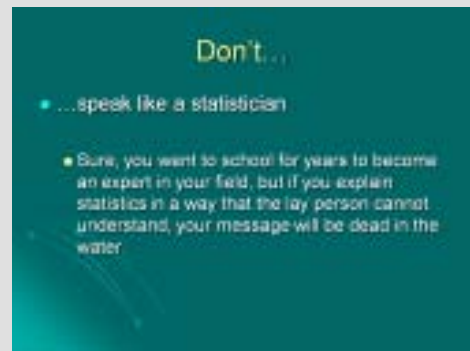 Don't...
...speak like a statistician
Sure, you went to school for years to become
an expert in your field, but if you explain
statistics in a way that the lay person cannot
understand, your message will be dead in the
water